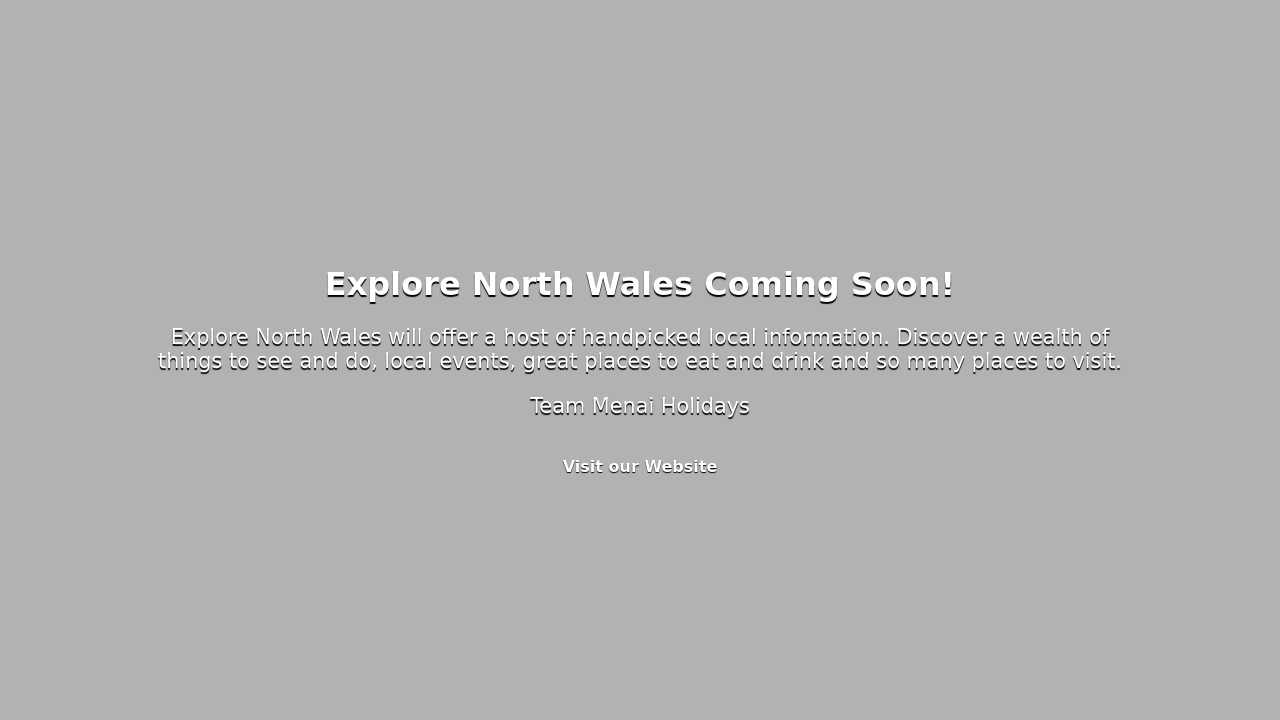 Explore North Wales Coming Soon!
Explore North Wales will offer a host of handpicked local information. Discover a wealth of
things to see and do, local events, great places to eat and drink and so many places to visit.
Team Menai Holidays
Visit our Website